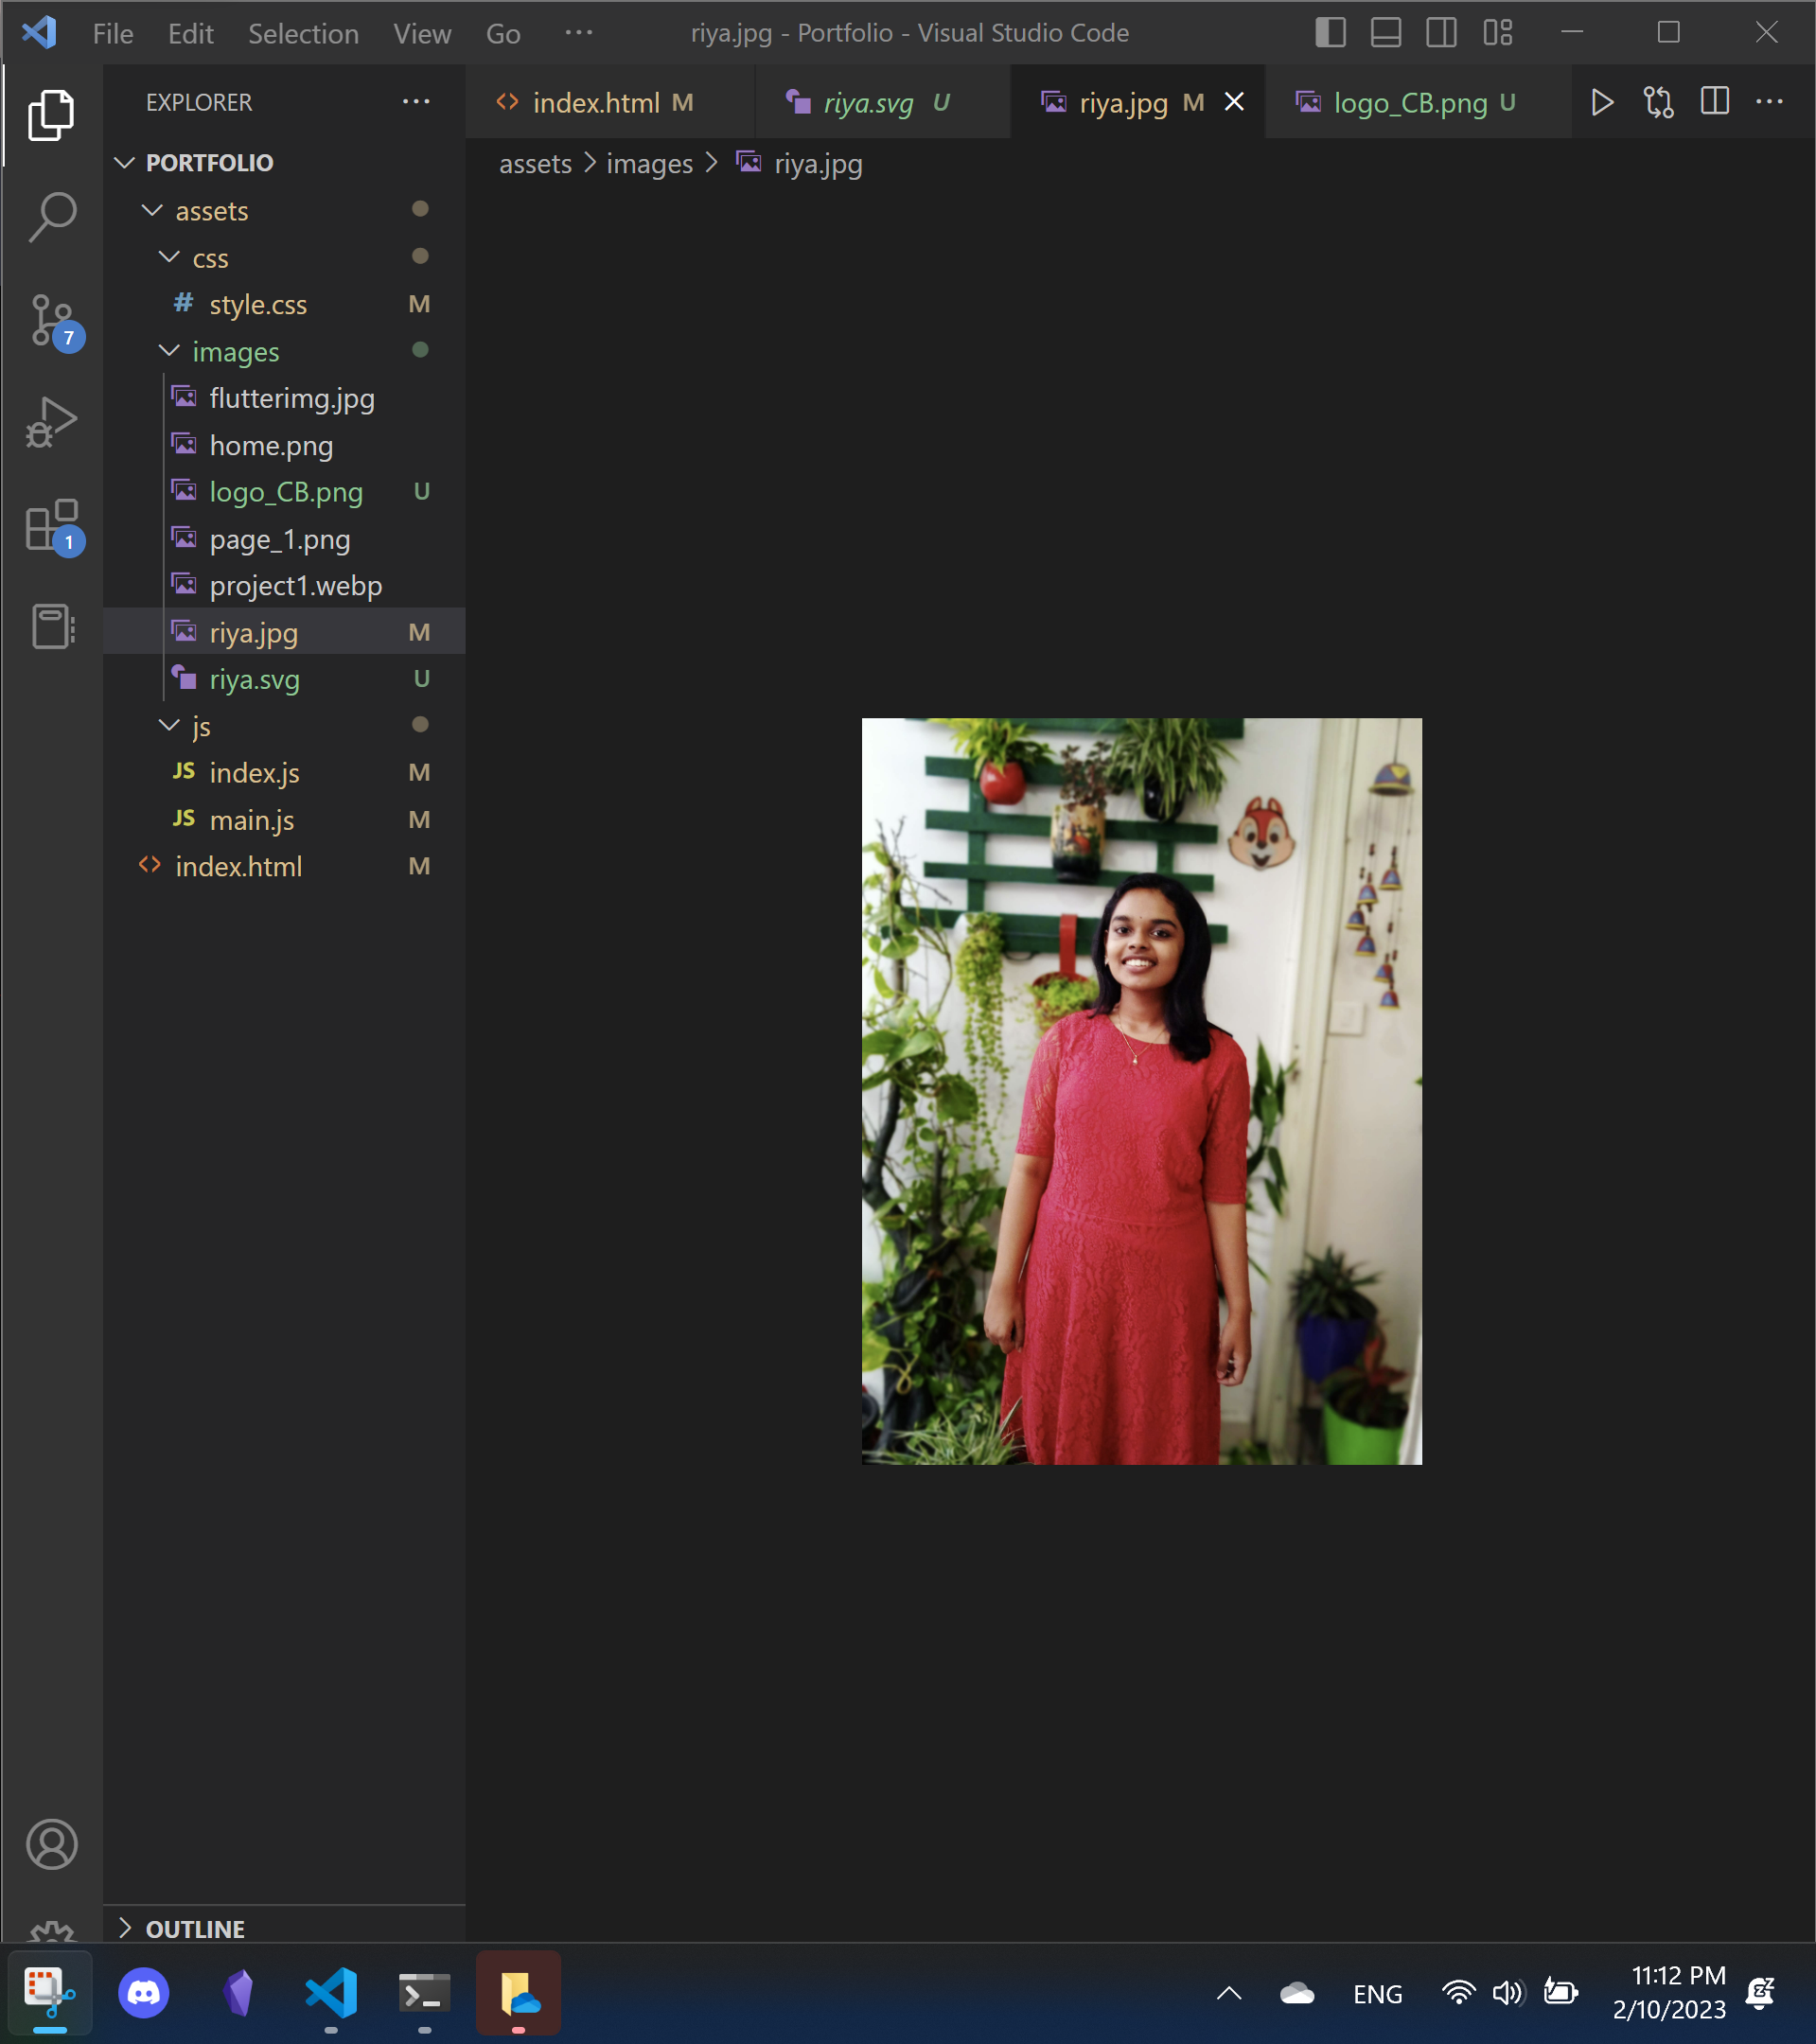 File Edit Selection View Go ··· riya.jpg - Portfolio - Visual Studio Code
EXPLORER ···
index.html M riya.svg U riya.jpg M logo_CB.png U
assets > images > riya.jpg
PORTFOLIO
assets
css
# style.css M
images
flutterimg.jpg
home.png
logo_CB.png U
page_1.png
project1.webp
riya.jpg M
riya.svg U
js
JS index.js M
JS main.js M
<> index.html M
7
1
OUTLINE
ENG
11:12 PM
2/10/2023